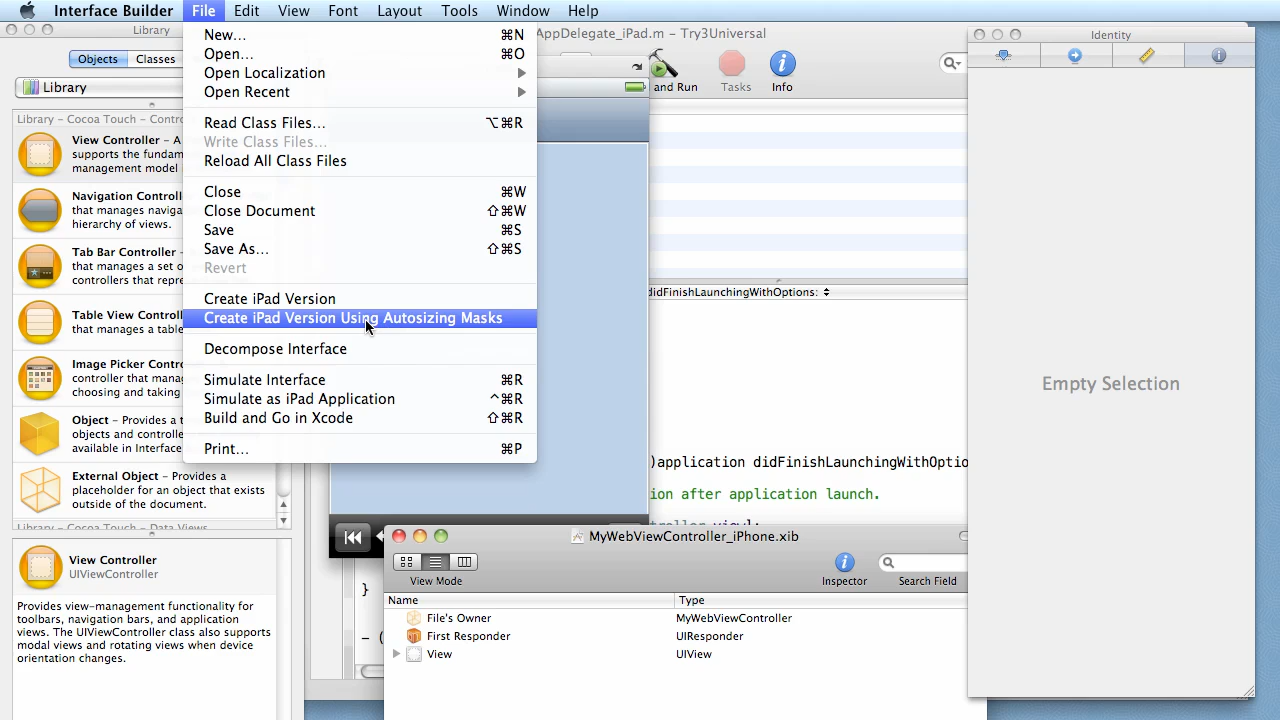 Interface Builder File Edit View Font Layout Tools Window Help
Library
Objects Classes
Library
Library – Cocoa Touch – Cont
View Controller – A
supports the fundam
management model
Navigation Controll
that manages naviga
hierarchy of views.
Tab Bar Controller
that manages a set o
controllers that repre
Table View Controll
that manages a table
Image Picker Contro
controller that mana
choosing and taking
Object – Provides a t
objects and controlle
available in Interface
External Object – Provides a
placeholder for an object that exists
outside of the document.
Library – Cocoa Touch – Data Views
View Controller
UIViewController
Provides view-management functionality for
toolbars, navigation bars, and application
views. The UIViewController class also supports
modal views and rotating views when device
orientation changes.
New... ⌘N
Open... ⌘O
Open Localization
Open Recent
Read Class Files... ⌥⌘R
Write Class Files...
Reload All Class Files
Close ⌘W
Close Document ⇧⌘W
Save ⌘S
Save As... ⇧⌘S
Revert
Create iPad Version
Create iPad Version Using Autosizing Masks
Decompose Interface
Simulate Interface ⌘R
Simulate as iPad Application ^⌘R
Build and Go in Xcode ⇧⌘R
Print... ⌘P
AppDelegate_iPad.m – Try3Universal
and Run Tasks Info
didFinishLaunchingWithOptions:
)application didFinishLaunchingWithOptio
ion after application launch.
}
– (
MyWebViewController_iPhone.xib
View Mode Inspector Search Field
Name Type
File's Owner MyWebViewController
First Responder UIResponder
View UIView
Identity
Empty Selection